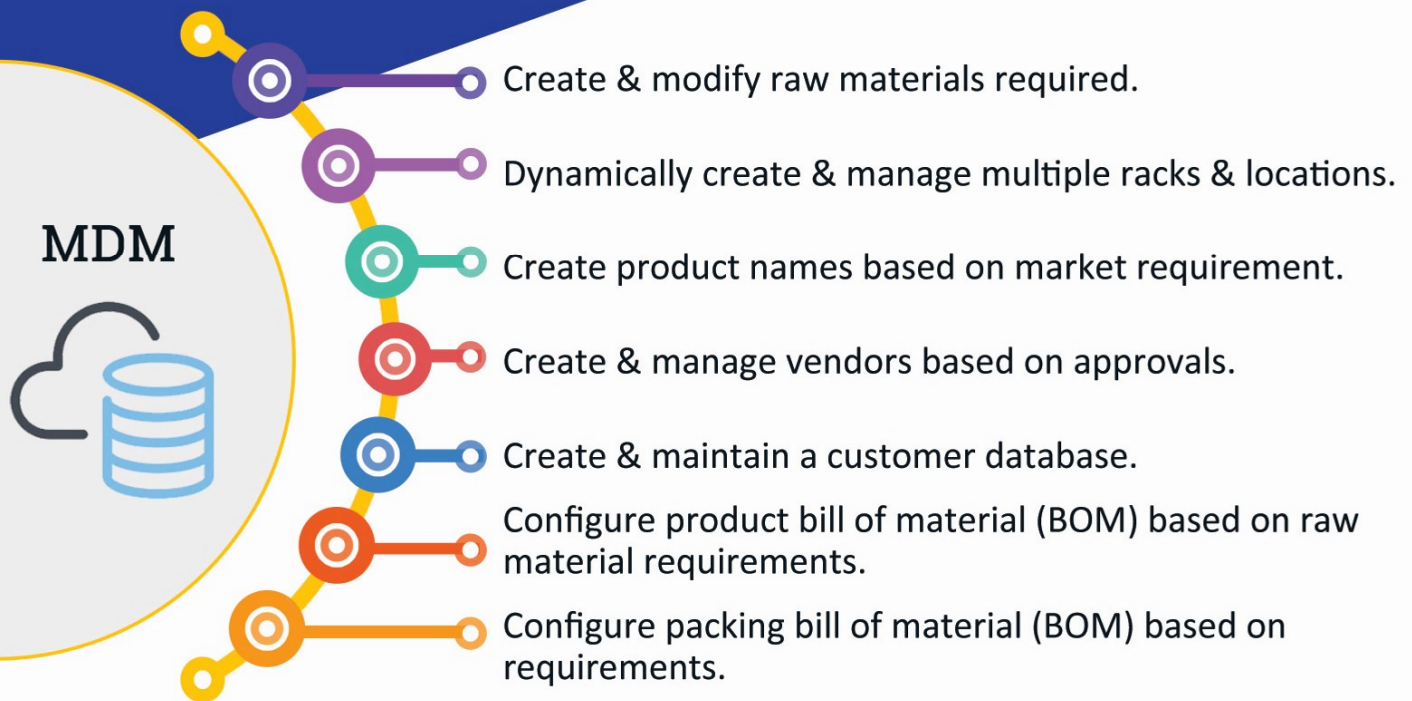 MDM
Create & modify raw materials required.
Dynamically create & manage multiple racks & locations.
Create product names based on market requirement.
Create & manage vendors based on approvals.
Create & maintain a customer database.
Configure product bill of material (BOM) based on raw
material requirements.
Configure packing bill of material (BOM) based on
requirements.